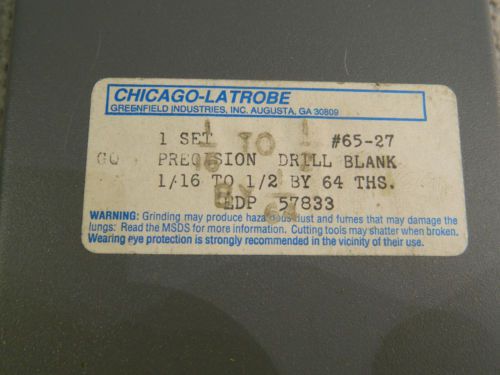 CHICAGO-LATROBE
GREENFIELD INDUSTRIES, INC. AUGUSTA, GA 30809
1 SET #65-27
PRECISION DRILL BLANK
1/16 TO 1/2 BY 64 THS.
EDP 57833
TO
BY
WARNING: Grinding may produce hazardous dust and fumes that may damage the
lungs. Read the MSDS for more information. Cutting tools may shatter when broken.
Wearing eye protection is strongly recommended in the vicinity of their use.